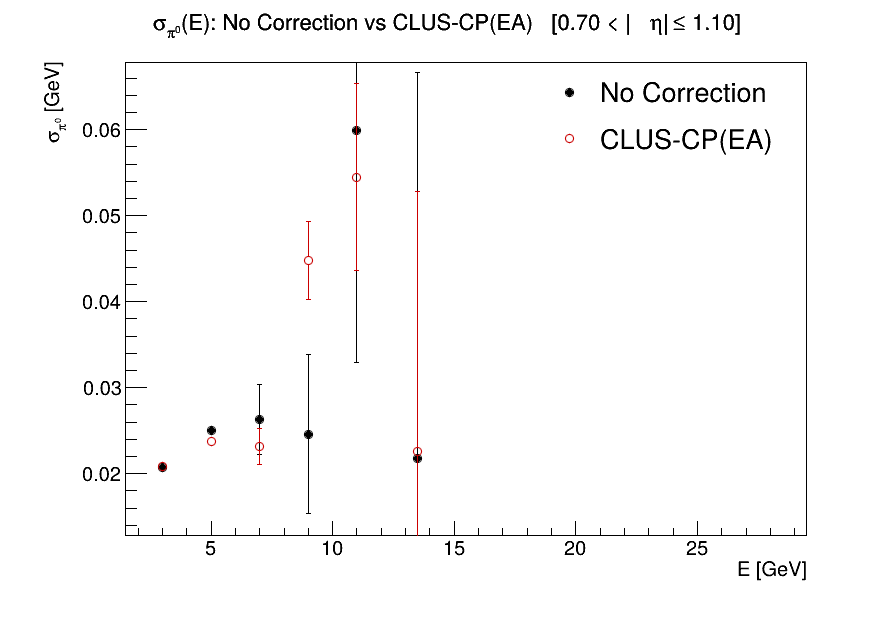 σπ⁰(E): No Correction vs CLUS-CP(EA) [0.70 < | η| ≤ 1.10]
σπ⁰ [GeV]
No Correction
CLUS-CP(EA)
0.06
0.05
0.04
0.03
0.02
5 10 15 20 25
E [GeV]